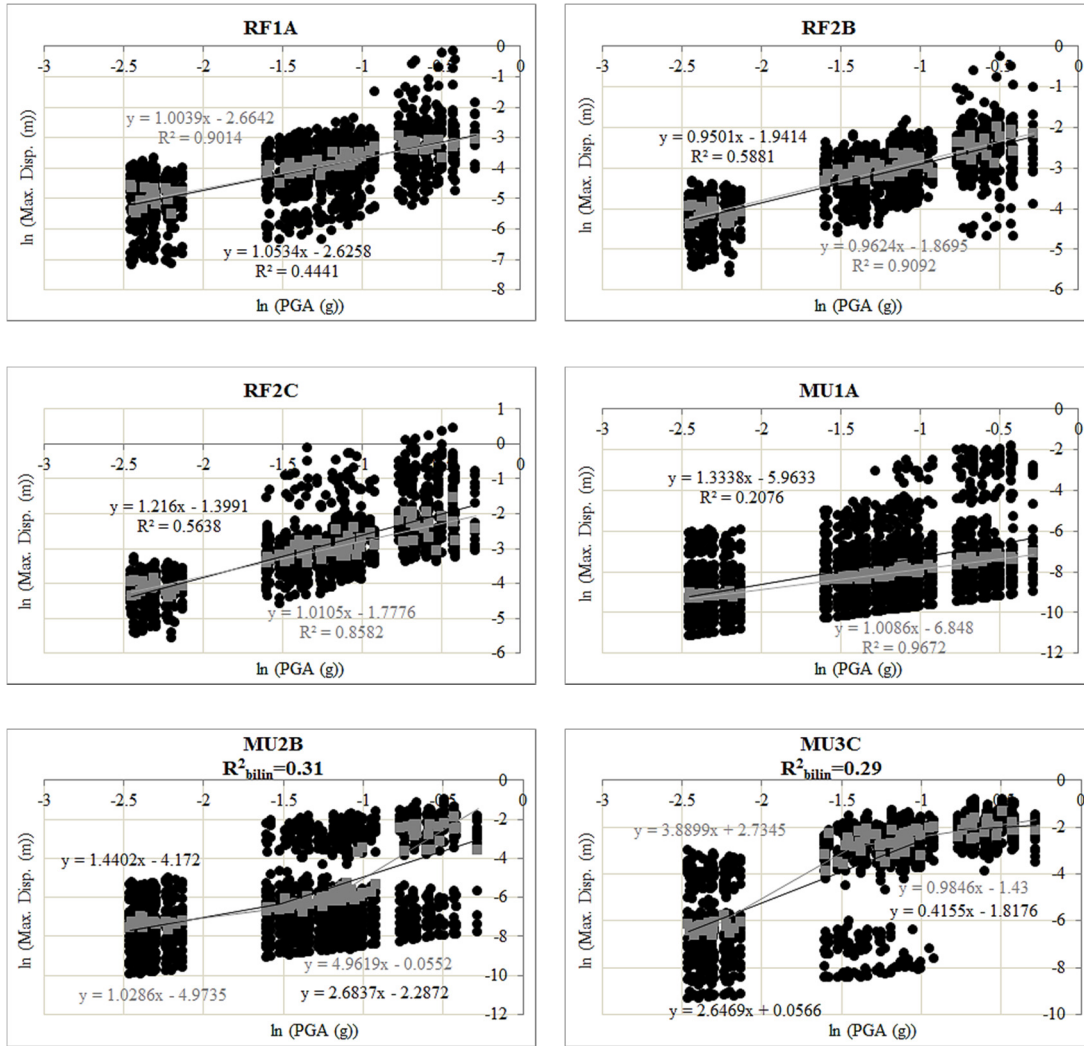 RF1A
-3 -2.5 -2 -1.5 -1 -0.5 0
0
-1
-2
-3
-4
-5
-6
-7
-8
y = 1.0039x - 2.6642
R² = 0.9014
y = 1.0534x - 2.6258
R² = 0.4441
ln (Max. Disp. (m))
ln (PGA (g))
RF2B
-3 -2.5 -2 -1.5 -1 -0.5 0
0
-1
-2
-3
-4
-5
-6
y = 0.9501x - 1.9414
R² = 0.5881
y = 0.9624x - 1.8695
R² = 0.9092
ln (Max. Disp. (m))
ln (PGA (g))
RF2C
1
0
-1
-2
-3
-4
-5
-6
-3 -2.5 -2 -1.5 -1 -0.5 0
y = 1.216x - 1.3991
R² = 0.5638
y = 1.0105x - 1.7776
R² = 0.8582
ln (Max. Disp. (m))
ln (PGA (g))
MU1A
-3 -2.5 -2 -1.5 -1 -0.5 0
0
-2
-4
-6
-8
-10
-12
y = 1.3338x - 5.9633
R² = 0.2076
y = 1.0086x - 6.848
R² = 0.9672
ln (Max. Disp. (m))
ln (PGA (g))
MU2B
R²bilin=0.31
-3 -2.5 -2 -1.5 -1 -0.5 0
0
-2
-4
-6
-8
-10
-12
y = 1.4402x - 4.172
y = 4.9619x - 0.0552
y = 1.0286x - 4.9735
y = 2.6837x - 2.2872
ln (Max. Disp. (m))
ln (PGA (g))
MU3C
R²bilin=0.29
-3 -2.5 -2 -1.5 -1 -0.5 0
0
-2
-4
-6
-8
-10
y = 3.8899x + 2.7345
y = 0.9846x - 1.43
y = 0.4155x - 1.8176
y = 2.6469x + 0.0566
ln (Max. Disp. (m))
ln (PGA (g))